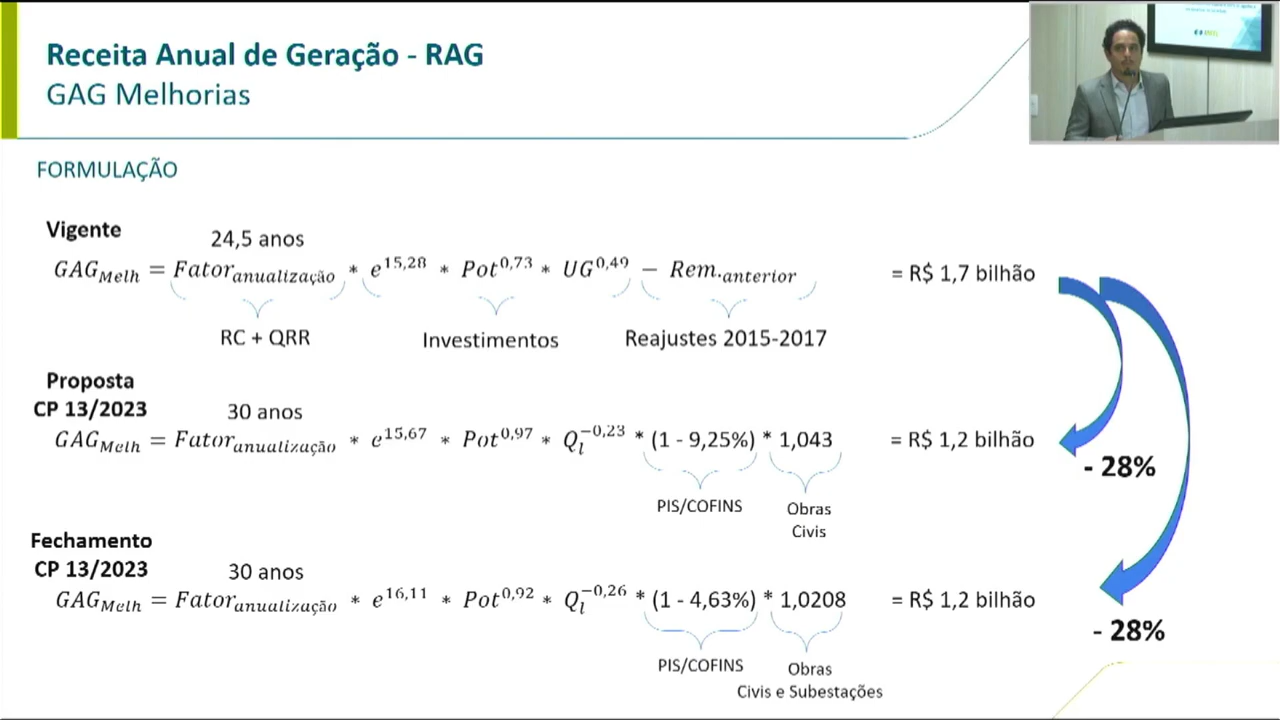 Receita Anual de Geração - RAG
GAG Melhorias
FORMULAÇÃO
Vigente
24,5 anos
GAG_Melh = Fator_anualização * e^15,28 * Pot^0,73 * UG^0,49 − Rem._anterior = R$ 1,7 bilhão
RC + QRR Investimentos Reajustes 2015-2017
Proposta
CP 13/2023
30 anos
GAG_Melh = Fator_anualização * e^15,67 * Pot^0,97 * Q_l^−0,23 * (1 - 9,25%) * 1,043 = R$ 1,2 bilhão
- 28%
PIS/COFINS Obras
Civis
Fechamento
CP 13/2023
30 anos
GAG_Melh = Fator_anualização * e^16,11 * Pot^0,92 * Q_l^−0,26 * (1 - 4,63%) * 1,0208 = R$ 1,2 bilhão
- 28%
PIS/COFINS Obras
Civis e Subestações